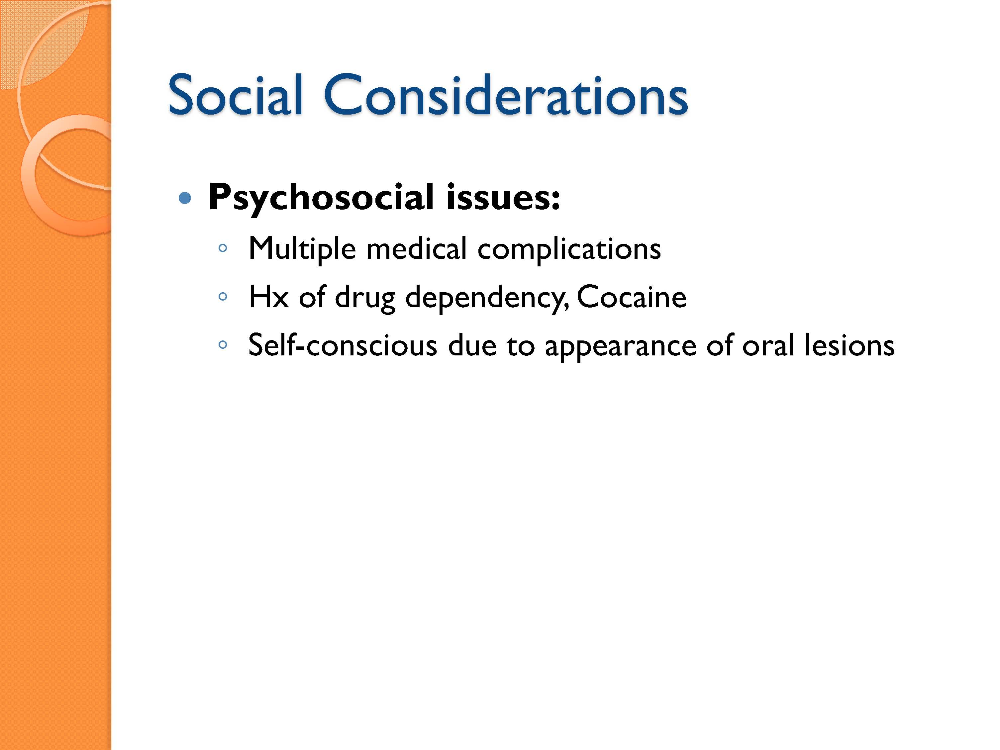 Social Considerations
• Psychosocial issues:
◦ Multiple medical complications
◦ Hx of drug dependency, Cocaine
◦ Self-conscious due to appearance of oral lesions